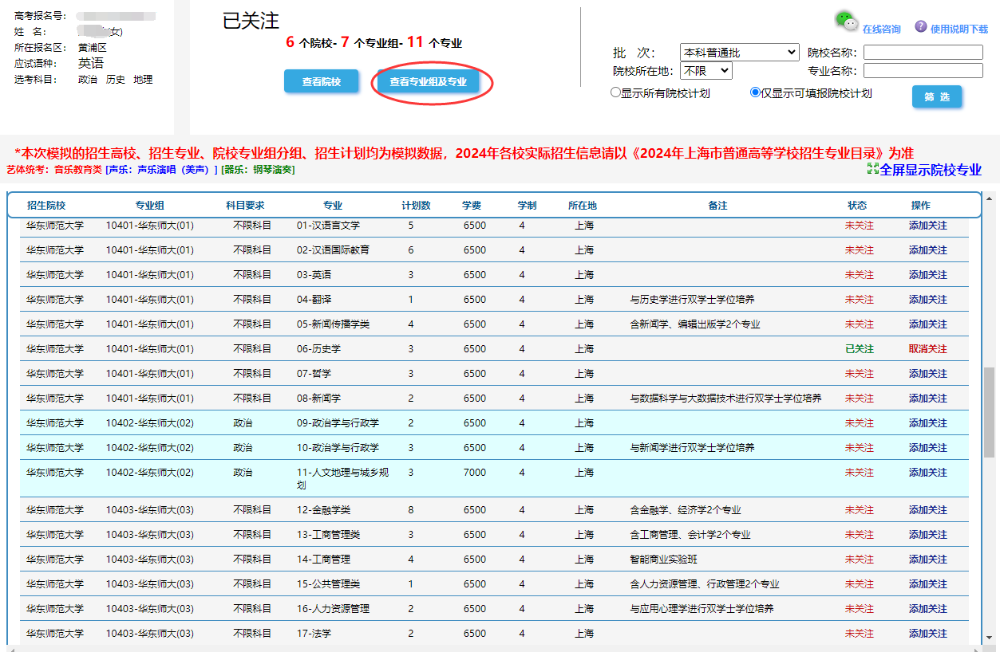 高考报名号：
姓 名： (女)
所在报名区： 黄浦区
应试语种： 英语
选考科目： 政治 历史 地理
已关注
6 个院校- 7 个专业组- 11 个专业
查看院校 查看专业组及专业
在线咨询 ? 使用说明下载
批 次： 本科普通批 院校名称：
院校所在地： 不限 专业名称：
显示所有院校计划 仅显示可填报院校计划 筛 选
*本次模拟的招生高校、招生专业、院校专业组分组、招生计划均为模拟数据，2024年各校实际招生信息请以《2024年上海市普通高等学校招生专业目录》为准
艺体统考：音乐教育类 [声乐：声乐演唱（美声）] [器乐：钢琴演奏]
全屏显示院校专业
招生院校 专业组 科目要求 专业 计划数 学费 学制 所在地 备注 状态 操作
华东师范大学 10401-华东师大(01) 不限科目 01-汉语言文学 5 6500 4 上海 未关注 添加关注
华东师范大学 10401-华东师大(01) 不限科目 02-汉语国际教育 6 6500 4 上海 未关注 添加关注
华东师范大学 10401-华东师大(01) 不限科目 03-英语 3 6500 4 上海 未关注 添加关注
华东师范大学 10401-华东师大(01) 不限科目 04-翻译 1 6500 4 上海 与历史学进行双学士学位培养 未关注 添加关注
华东师范大学 10401-华东师大(01) 不限科目 05-新闻传播学类 4 6500 4 上海 含新闻学、编辑出版学2个专业 未关注 添加关注
华东师范大学 10401-华东师大(01) 不限科目 06-历史学 3 6500 4 上海 已关注 取消关注
华东师范大学 10401-华东师大(01) 不限科目 07-哲学 3 6500 4 上海 未关注 添加关注
华东师范大学 10401-华东师大(01) 不限科目 08-新闻学 2 6500 4 上海 与数据科学与大数据技术进行双学士学位培养 未关注 添加关注
华东师范大学 10402-华东师大(02) 政治 09-政治学与行政学 2 6500 4 上海 未关注 添加关注
华东师范大学 10402-华东师大(02) 政治 10-政治学与行政学 3 6500 4 上海 与新闻学进行双学士学位培养 未关注 添加关注
华东师范大学 10402-华东师大(02) 政治 11-人文地理与城乡规 3 7000 4 上海 未关注 添加关注
划
华东师范大学 10403-华东师大(03) 不限科目 12-金融学类 8 6500 4 上海 含金融学、经济学2个专业 未关注 添加关注
华东师范大学 10403-华东师大(03) 不限科目 13-工商管理类 3 6500 4 上海 含工商管理、会计学2个专业 未关注 添加关注
华东师范大学 10403-华东师大(03) 不限科目 14-工商管理 4 6500 4 上海 智能商业实验班 未关注 添加关注
华东师范大学 10403-华东师大(03) 不限科目 15-公共管理类 1 6500 4 上海 含人力资源管理、行政管理2个专业 未关注 添加关注
华东师范大学 10403-华东师大(03) 不限科目 16-人力资源管理 2 6500 4 上海 与应用心理学进行双学士学位培养 未关注 添加关注
华东师范大学 10403-华东师大(03) 不限科目 17-法学 2 6500 4 上海 未关注 添加关注